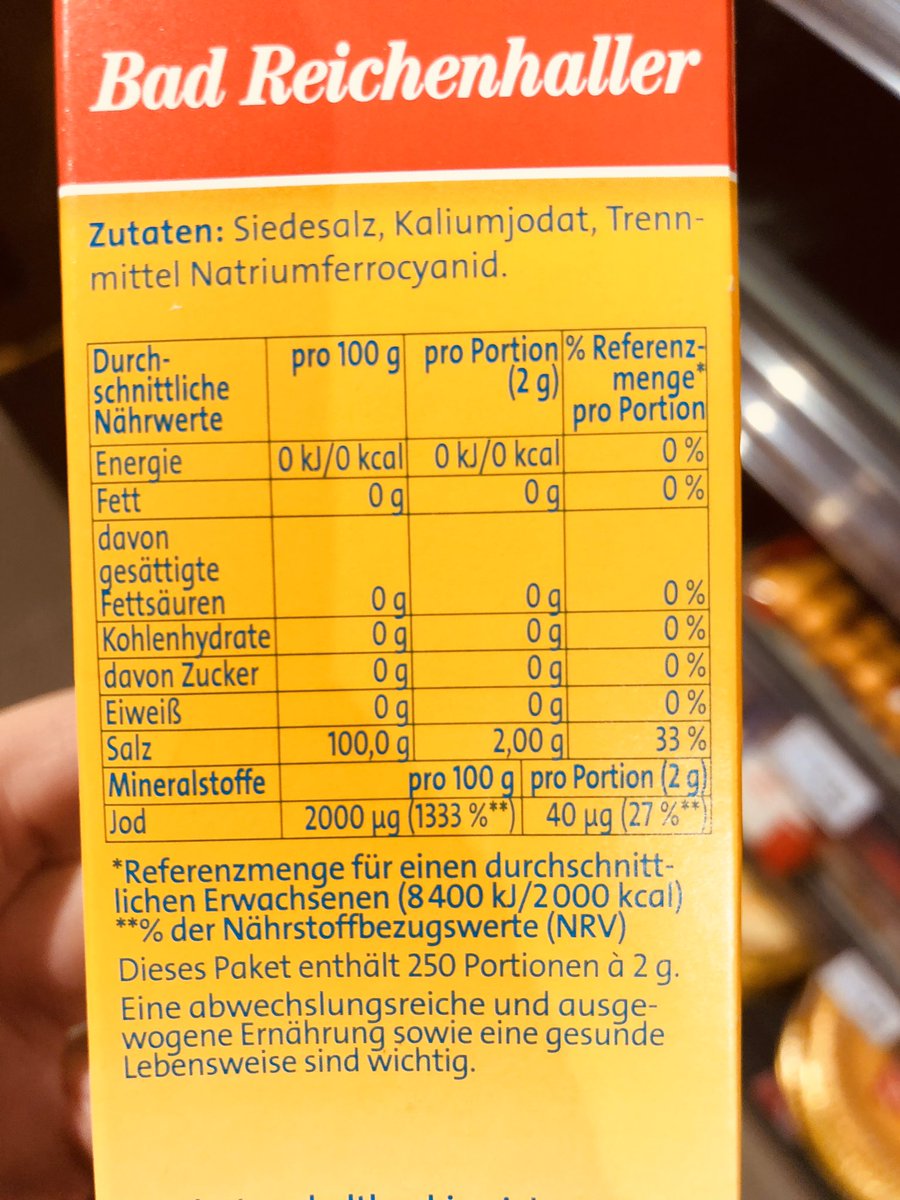 Bad Reichenhaller
Zutaten: Siedesalz, Kaliumjodat, Trenn-
mittel Natriumferrocyanid.
Durch-
schnittliche
Nährwerte
pro 100 g
pro Portion
(2 g)
% Referenz-
menge*
pro Portion
Energie 0 kJ/0 kcal 0 kJ/0 kcal 0 %
Fett 0 g 0 g 0 %
davon
gesättigte
Fettsäuren 0 g 0 g 0 %
Kohlenhydrate 0 g 0 g 0 %
davon Zucker 0 g 0 g 0 %
Eiweiß 0 g 0 g 0 %
Salz 100,0 g 2,00 g 33 %
Mineralstoffe pro 100 g pro Portion (2 g)
Jod 2000 µg (1333 %**) 40 µg (27 %**)
*Referenzmenge für einen durchschnitt-
lichen Erwachsenen (8 400 kJ/2 000 kcal)
**% der Nährstoffbezugswerte (NRV)
Dieses Paket enthält 250 Portionen à 2 g.
Eine abwechslungsreiche und ausge-
wogene Ernährung sowie eine gesunde
Lebensweise sind wichtig.